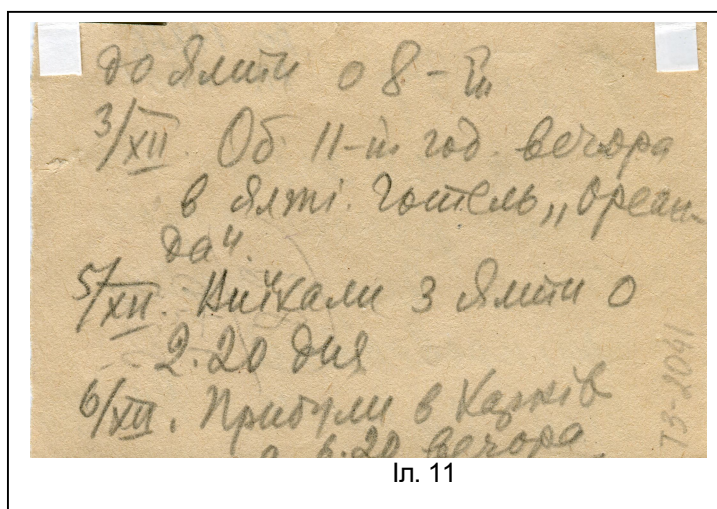 до Ялти о 8-ій
3/XII. Об 11-й год. вечора
в Ялті. Готель „Ореан-
да“.
5/XII. Виїхали з Ялти о
2.20 дня
6/XII. Прибули в Харків
о 6.20 вечора
73-2041
Іл. 11